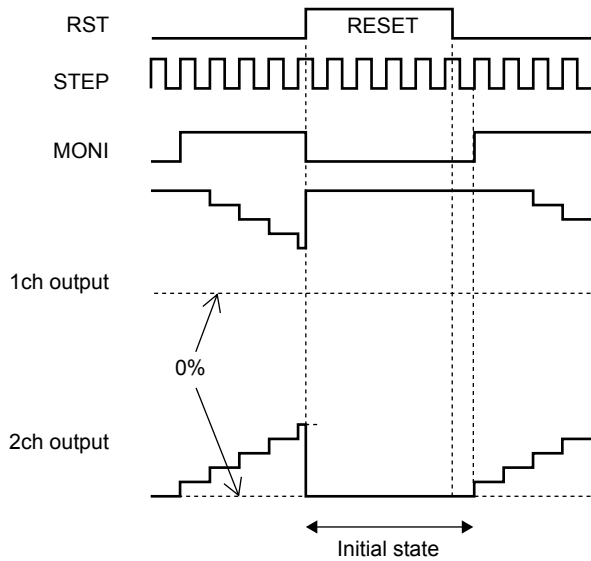 RST
RESET
STEP
MONI
1ch output
0%
2ch output
Initial state